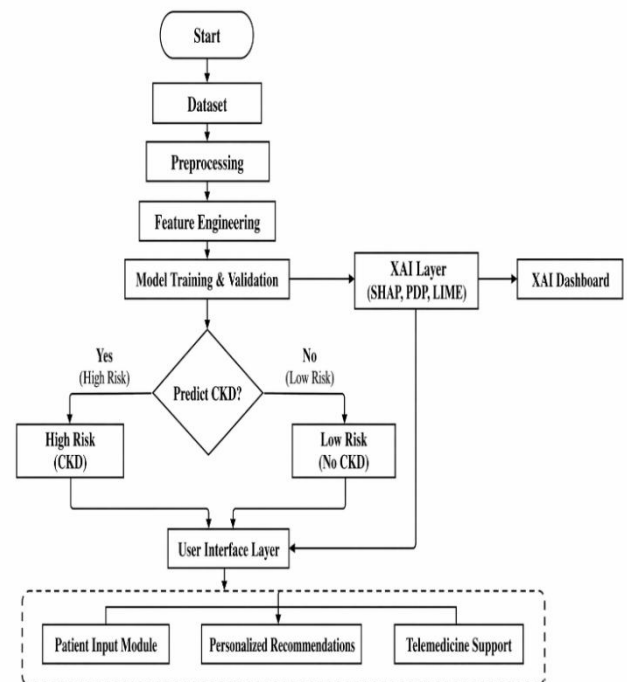 Start
Dataset
Preprocessing
Feature Engineering
Model Training & Validation
XAI Layer
(SHAP, PDP, LIME)
XAI Dashboard
Yes
(High Risk)
No
(Low Risk)
Predict CKD?
High Risk
(CKD)
Low Risk
(No CKD)
User Interface Layer
Patient Input Module
Personalized Recommendations
Telemedicine Support